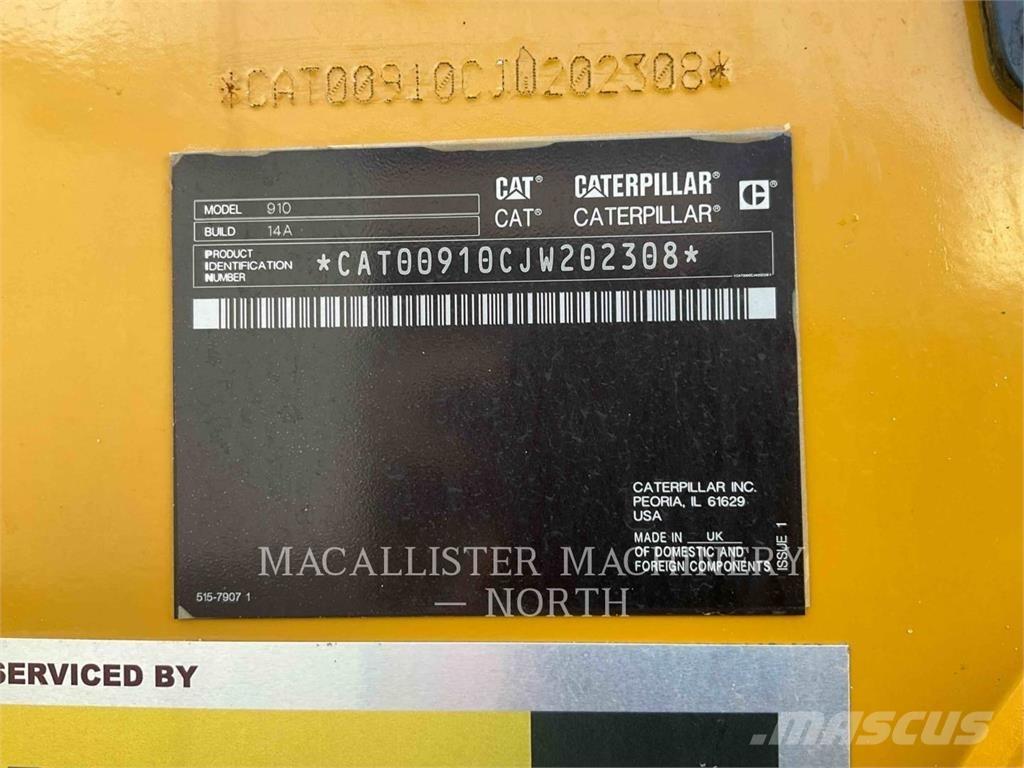 *CAT00910CJW202308*
CAT® CATERPILLAR®
CAT® CATERPILLAR®
MODEL 910
BUILD 14A
PRODUCT IDENTIFICATION NUMBER *CAT00910CJW202308*
CATERPILLAR INC.
PEORIA, IL 61629
USA
MADE IN UK
OF DOMESTIC AND
FOREIGN COMPONENTS
ISSUE 1
515-7907 1
MACALLISTER MACHINERY
— NORTH
SERVICED BY
MASCUS